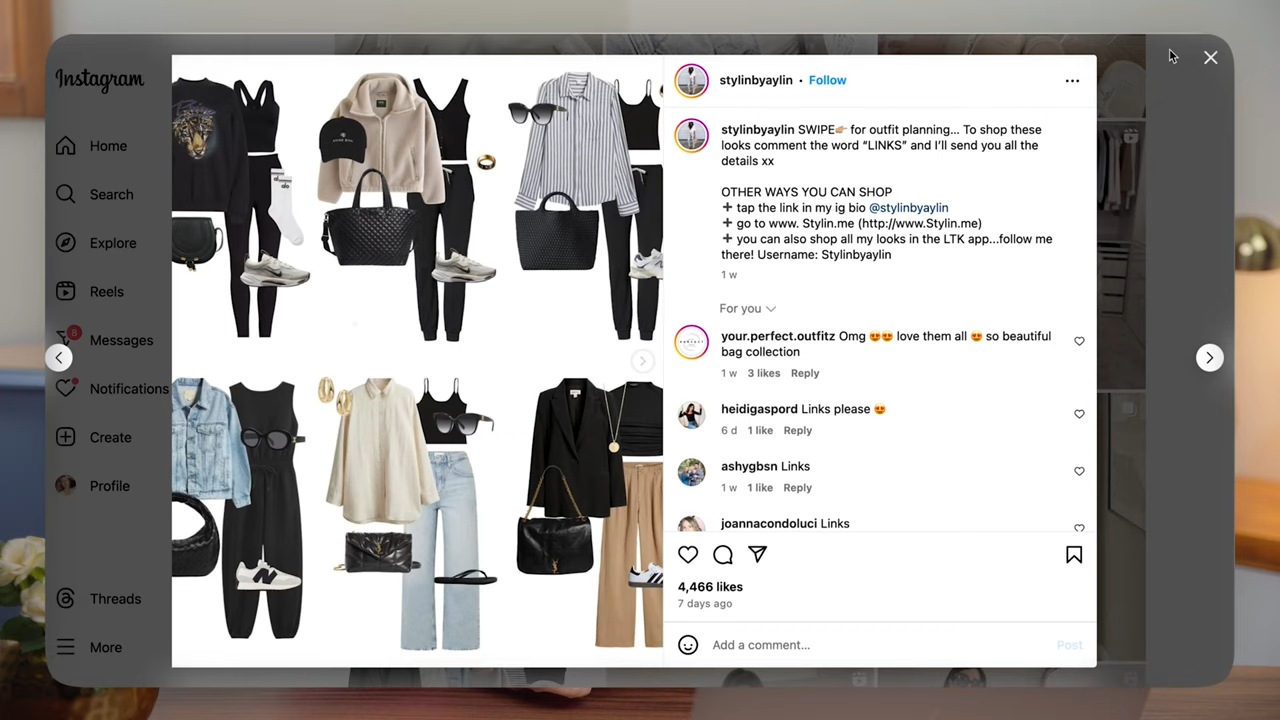 Instagram
Home
Search
Explore
Reels
8
Messages
Notifications
Create
Profile
Threads
More
stylinbyaylin • Follow
stylinbyaylin SWIPE👉🏼 for outfit planning... To shop these
looks comment the word “LINKS” and I’ll send you all the
details xx
OTHER WAYS YOU CAN SHOP
➕ tap the link in my ig bio @stylinbyaylin
➕ go to www. Stylin.me (http://www.Stylin.me)
➕ you can also shop all my looks in the LTK app...follow me
there! Username: Stylinbyaylin
1 w
For you
your.perfect.outfitz Omg 😍😍 love them all 😍 so beautiful
bag collection
1 w 3 likes Reply
heidigaspord Links please 😍
6 d 1 like Reply
ashygbsn Links
1 w 1 like Reply
joannacondoluci Links
4,466 likes
7 days ago
Add a comment...
Post
alo